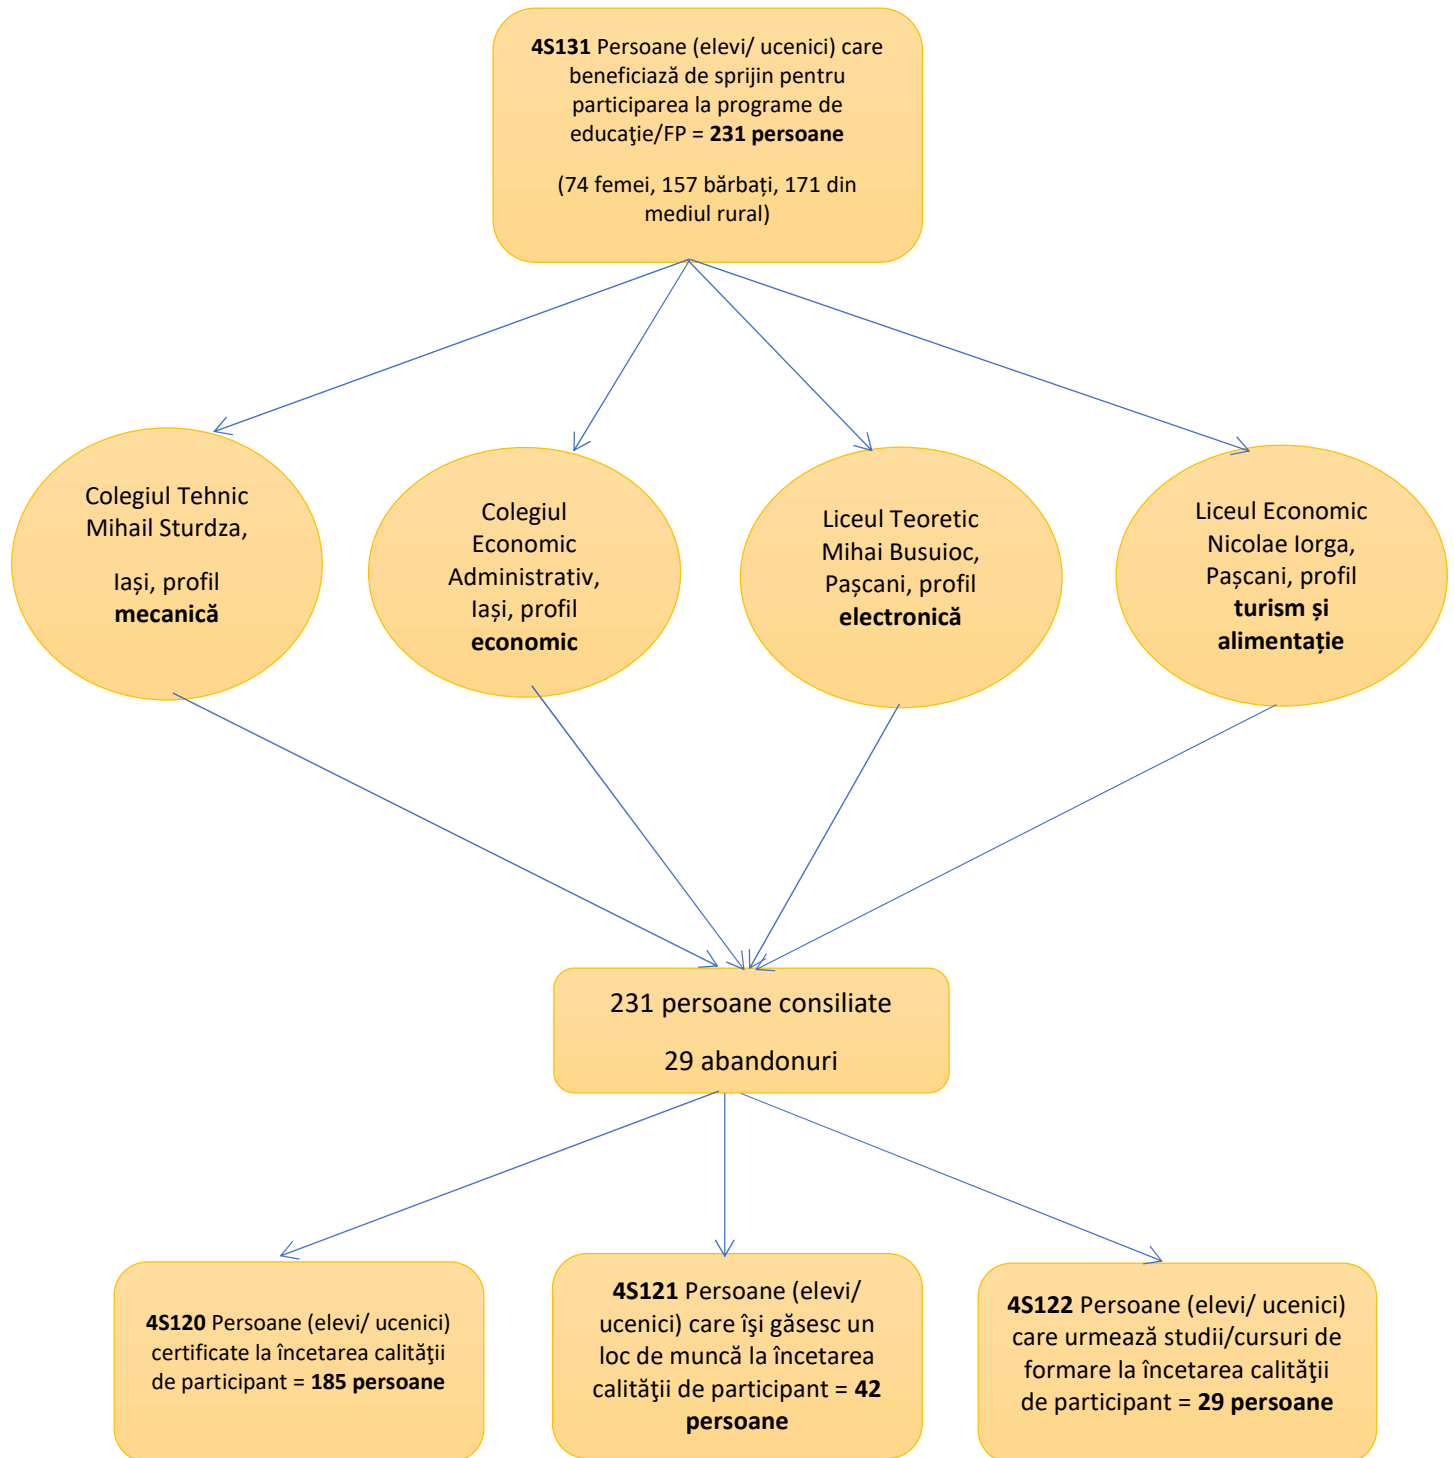 4S131 Persoane (elevi/ ucenici) care
beneficiază de sprijin pentru
participarea la programe de
educaţie/FP = 231 persoane
(74 femei, 157 bărbați, 171 din
mediul rural)
Colegiul Tehnic
Mihail Sturdza,
Iași, profil
mecanică
Colegiul
Economic
Administrativ,
Iași, profil
economic
Liceul Teoretic
Mihai Busuioc,
Pașcani, profil
electronică
Liceul Economic
Nicolae Iorga,
Pașcani, profil
turism și
alimentație
231 persoane consiliate
29 abandonuri
4S120 Persoane (elevi/ ucenici)
certificate la încetarea calităţii
de participant = 185 persoane
4S121 Persoane (elevi/
ucenici) care îşi găsesc un
loc de muncă la încetarea
calităţii de participant = 42
persoane
4S122 Persoane (elevi/ ucenici)
care urmează studii/cursuri de
formare la încetarea calităţii
de participant = 29 persoane